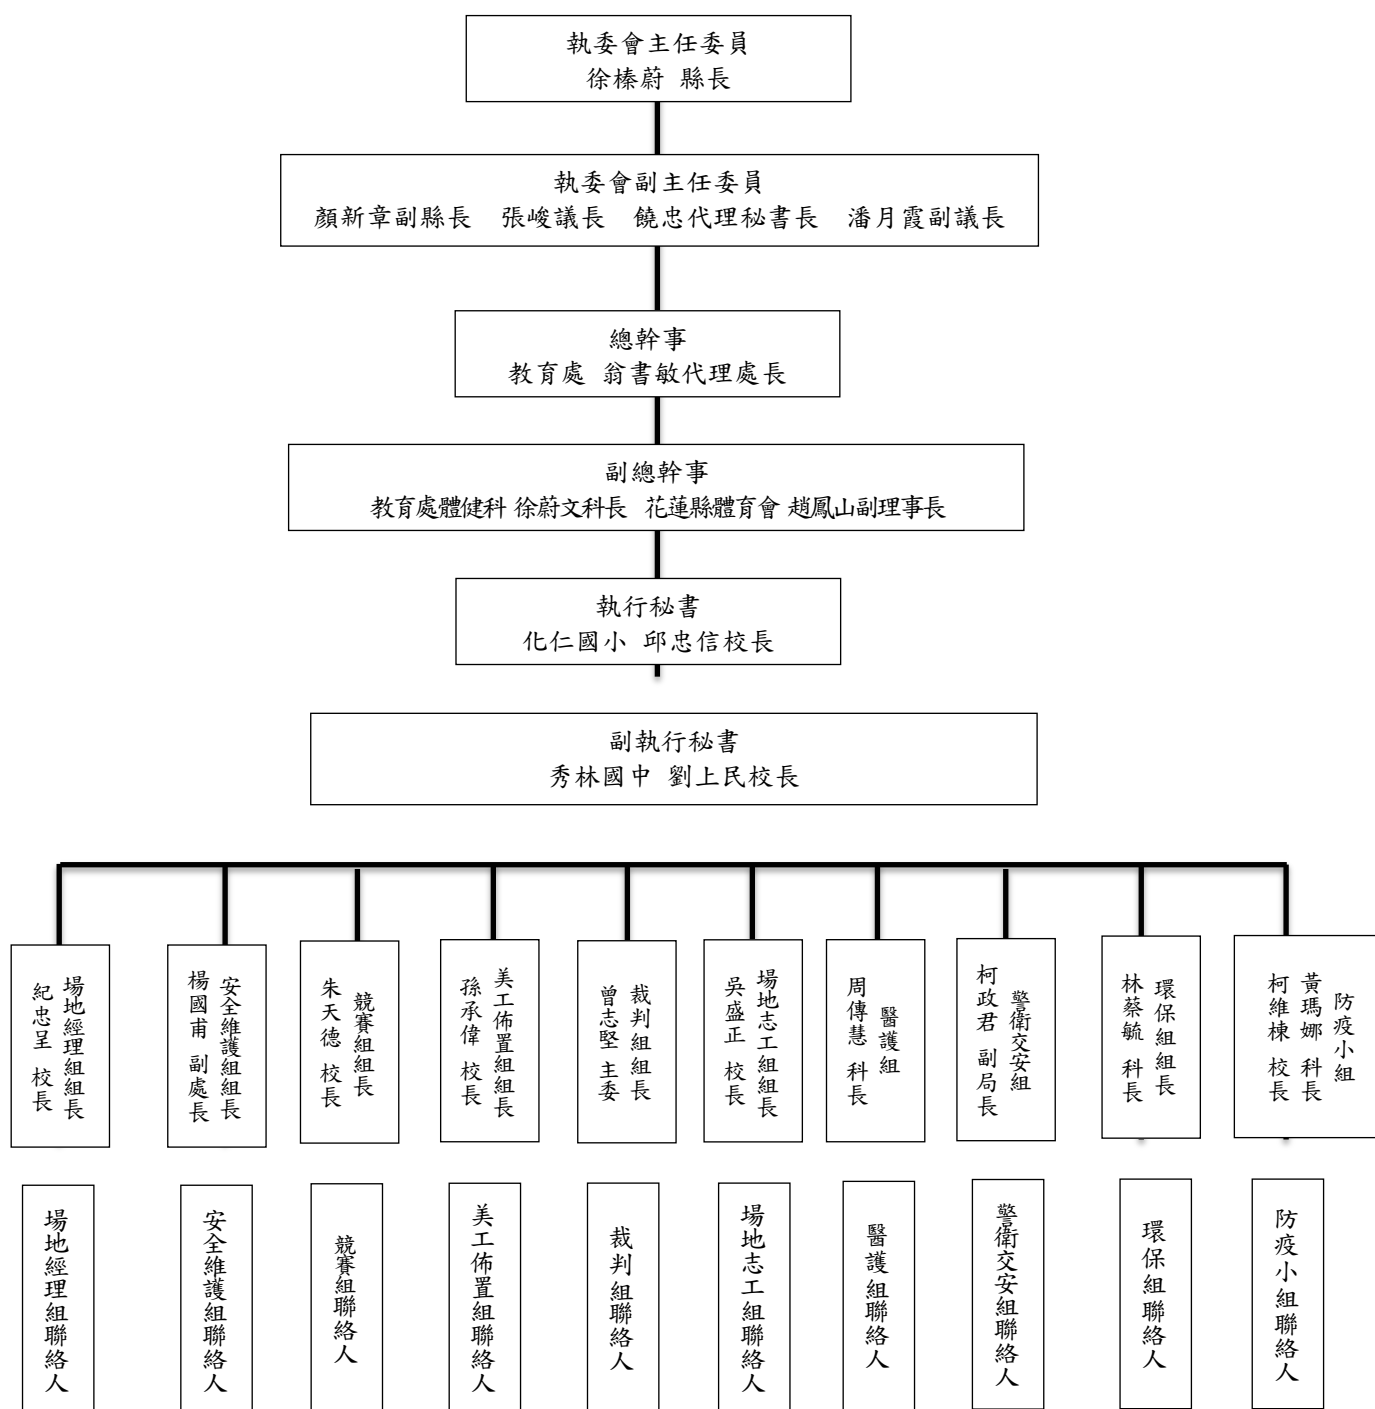 執委會主任委員
徐榛蔚 縣長
執委會副主任委員
顏新章副縣長 張峻議長 饒忠代理秘書長 潘月霞副議長
總幹事
教育處 翁書敏代理處長
副總幹事
教育處體健科 徐蔚文科長 花蓮縣體育會 趙鳳山副理事長
執行秘書
化仁國小 邱忠信校長
副執行秘書
秀林國中 劉上民校長
場地經理組組長
紀忠呈 校長
安全維護組組長
楊國甫 副處長
競賽組組長
朱天德 校長
美工佈置組組長
孫承偉 校長
裁判組組長
曾志堅 主委
場地志工組組長
吳盛正 校長
醫護組
周傳慧 科長
警衛交安組
柯政君 副局長
環保組組長
林蔡毓 科長
防疫小組
黃瑪娜 科長
柯維棟 校長
場地經理組聯絡人
安全維護組聯絡人
競賽組聯絡人
美工佈置組聯絡人
裁判組聯絡人
場地志工組聯絡人
醫護組聯絡人
警衛交安組聯絡人
環保組聯絡人
防疫小組聯絡人